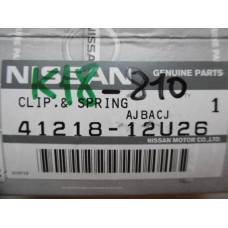 NISSAN GENUINE PARTS
K18-810
CLIP.& SPRING 1
AJBACJ
41218-12U26
NISSAN MOTOR CO.,LTD.